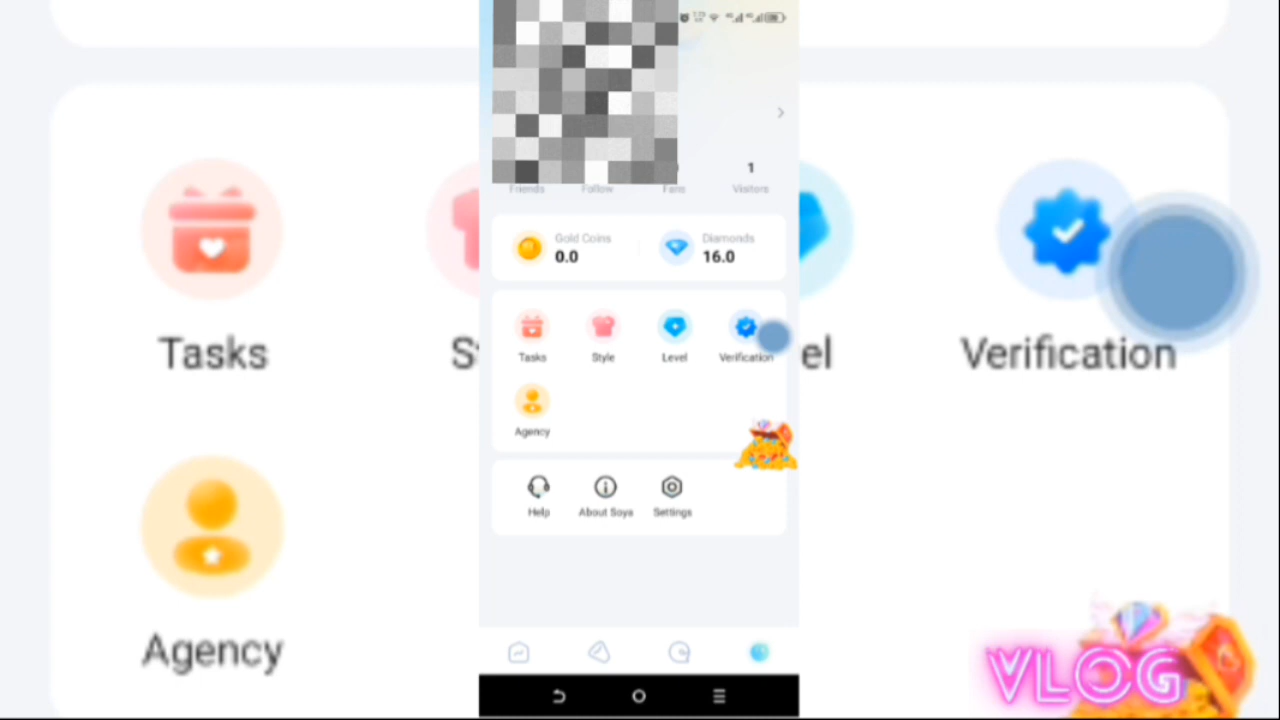 1
Friends Follow Fans Visitors
Gold Coins Diamonds
0.0 16.0
Tasks Style Level Verification
Agency
Help About Soya Settings
Tasks
S
el
Verification
Agency
VLOG